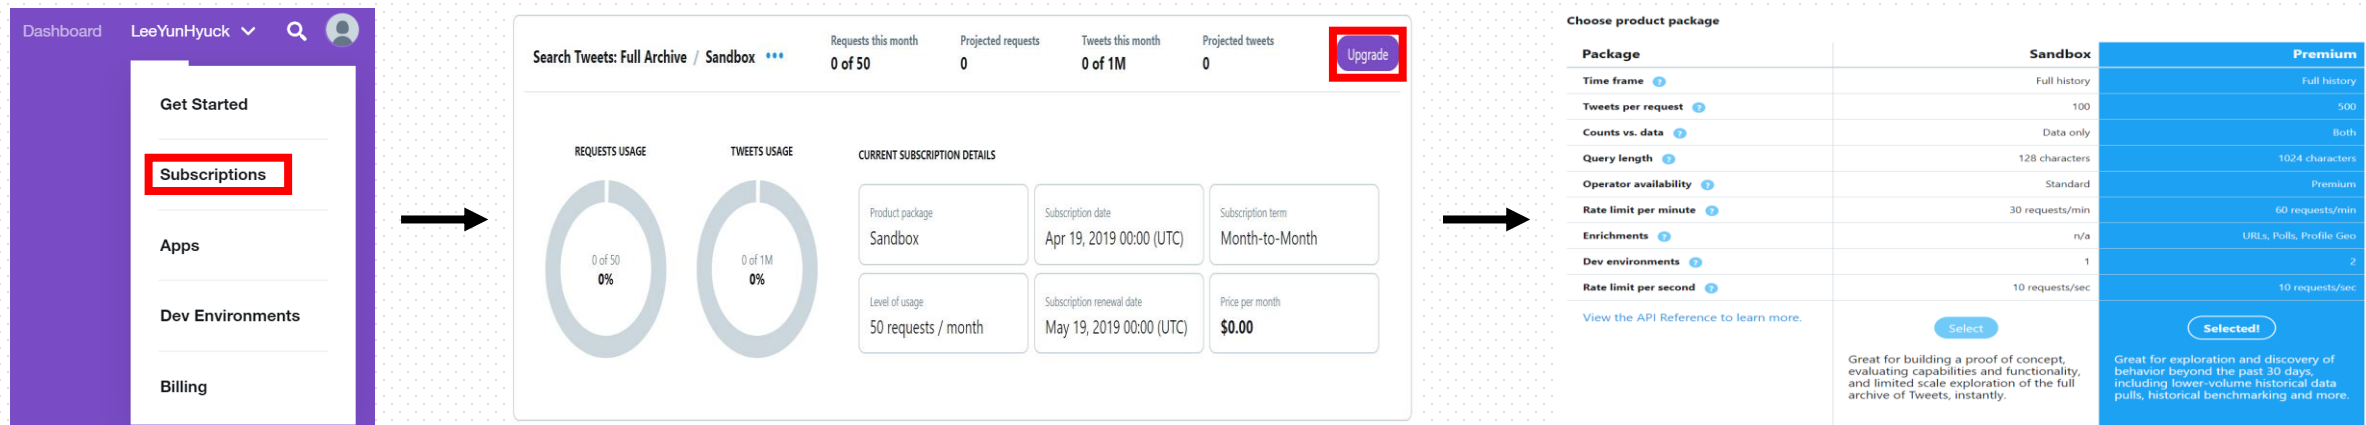 Dashboard LeeYunHyuck
Get Started
Subscriptions
Apps
Dev Environments
Billing
Search Tweets: Full Archive / Sandbox •••
Requests this month
0 of 50
Projected requests
0
Tweets this month
0 of 1M
Projected tweets
0
Upgrade
REQUESTS USAGE
0 of 50
0%
TWEETS USAGE
0 of 1M
0%
CURRENT SUBSCRIPTION DETAILS
Product package
Sandbox
Subscription date
Apr 19, 2019 00:00 (UTC)
Subscription term
Month-to-Month
Level of usage
50 requests / month
Subscription renewal date
May 19, 2019 00:00 (UTC)
Price per month
$0.00
Choose product package
Package Sandbox Premium
Time frame ? Full history Full history
Tweets per request ? 100 500
Counts vs. data ? Data only Both
Query length ? 128 characters 1024 characters
Operator availability ? Standard Premium
Rate limit per minute ? 30 requests/min 60 requests/min
Enrichments ? n/a URLs, Polls, Profile Geo
Dev environments ? 1 2
Rate limit per second ? 10 requests/sec 10 requests/sec
View the API Reference to learn more.
Select
Great for building a proof of concept,
evaluating capabilities and functionality,
and limited scale exploration of the full
archive of Tweets, instantly.
Selected!
Great for exploration and discovery of
behavior beyond the past 30 days,
including lower-volume historical data
pulls, historical benchmarking and more.